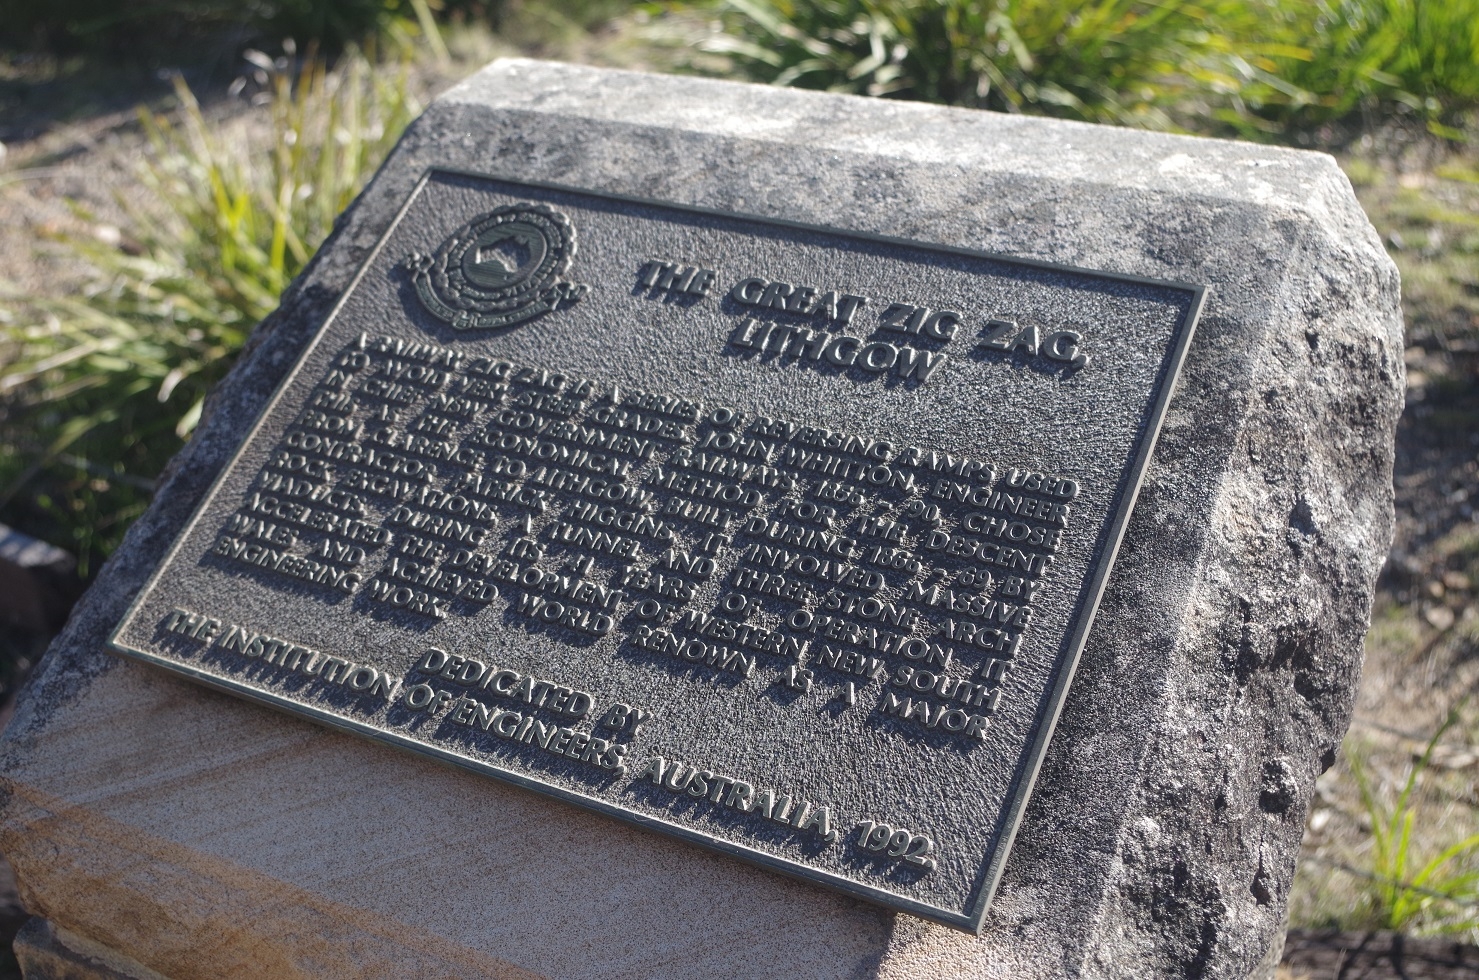 THE GREAT ZIG ZAG,
LITHGOW
A RAILWAY ZIG ZAG IS A SERIES OF REVERSING RAMPS USED
TO AVOID VERY STEEP GRADES. JOHN WHITTON, ENGINEER
IN CHIEF NSW GOVERNMENT RAILWAYS 1856 - '90, CHOSE
IT AS THE ECONOMICAL METHOD FOR THE DESCENT
FROM CLARENCE TO LITHGOW. BUILT DURING 1866 - 69 BY
CONTRACTOR PATRICK HIGGINS, IT INVOLVED MASSIVE
ROCK EXCAVATIONS, A TUNNEL AND THREE STONE ARCH
VIADUCTS. DURING ITS 41 YEARS OF OPERATION IT
ACCELERATED THE DEVELOPMENT OF WESTERN NEW SOUTH
WALES AND ACHIEVED WORLD RENOWN AS A MAJOR
ENGINEERING WORK.
DEDICATED BY
THE INSTITUTION OF ENGINEERS, AUSTRALIA, 1992.